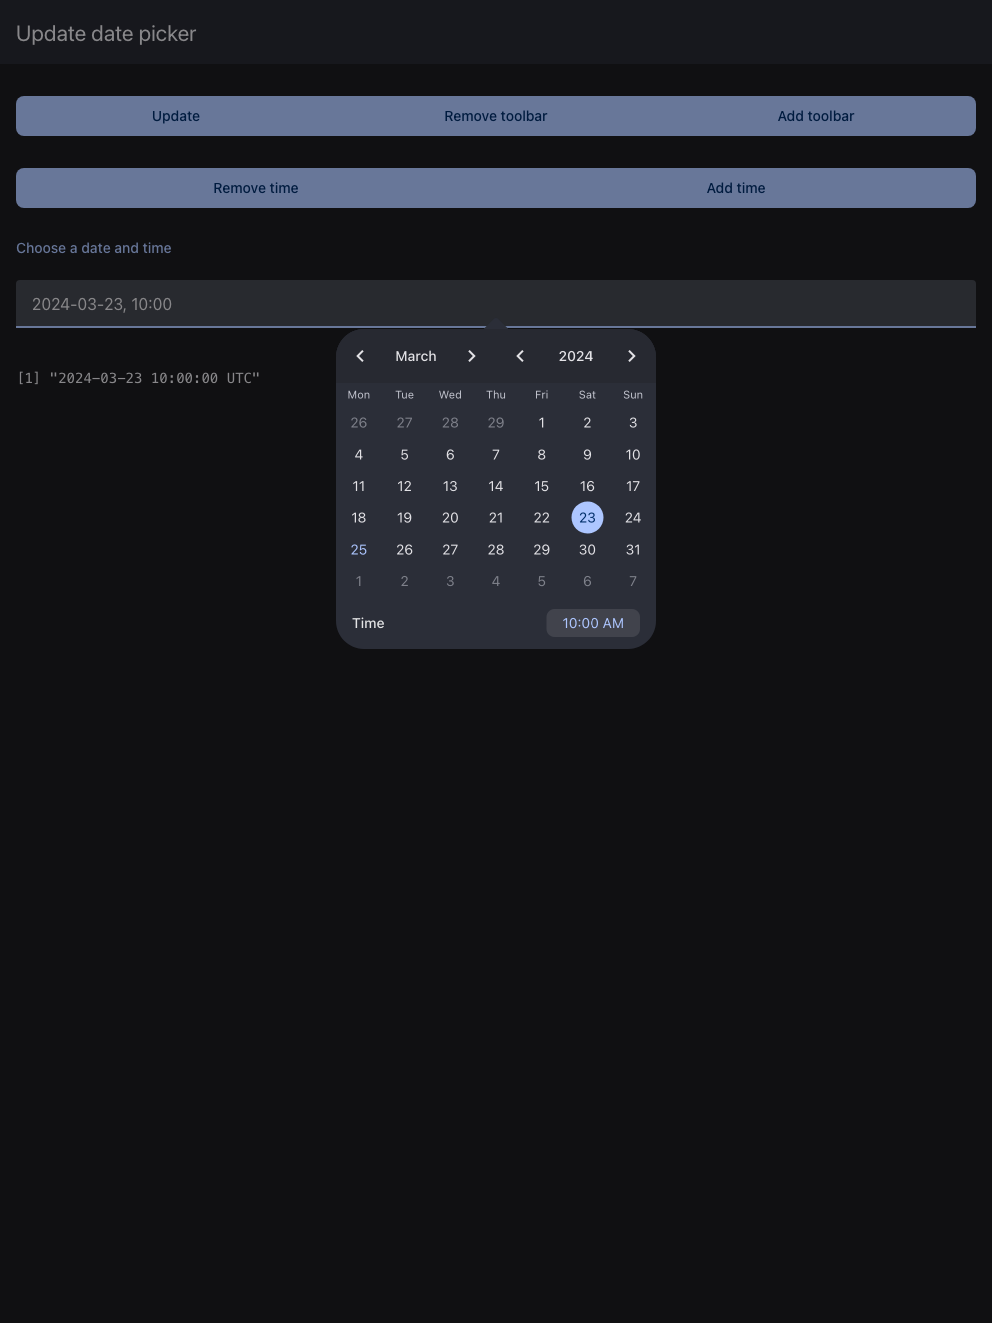 Update date picker
Update Remove toolbar Add toolbar
Remove time Add time
Choose a date and time
2024-03-23, 10:00
March 2024
[1] "2024-03-23 10:00:00 UTC"
Mon Tue Wed Thu Fri Sat Sun
26 27 28 29 1 2 3
4 5 6 7 8 9 10
11 12 13 14 15 16 17
18 19 20 21 22 23 24
25 26 27 28 29 30 31
1 2 3 4 5 6 7
Time 10:00 AM